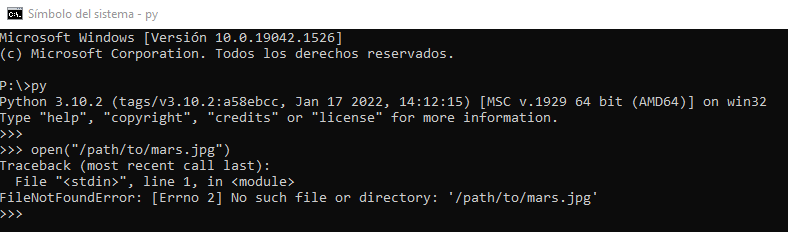 Símbolo del sistema - py
Microsoft Windows [Versión 10.0.19042.1526]
(c) Microsoft Corporation. Todos los derechos reservados.
P:\>py
Python 3.10.2 (tags/v3.10.2:a58ebcc, Jan 17 2022, 14:12:15) [MSC v.1929 64 bit (AMD64)] on win32
Type "help", "copyright", "credits" or "license" for more information.
>>>
>>> open("/path/to/mars.jpg")
Traceback (most recent call last):
  File "<stdin>", line 1, in <module>
FileNotFoundError: [Errno 2] No such file or directory: '/path/to/mars.jpg'
>>>